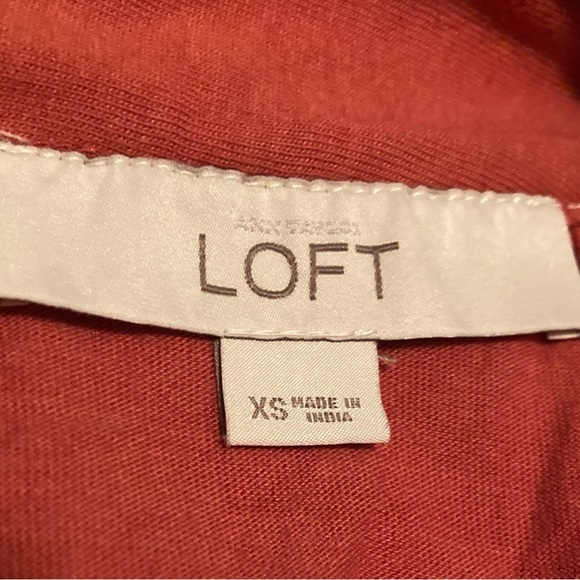 ANN TAYLOR
LOFT
XS MADE IN
INDIA